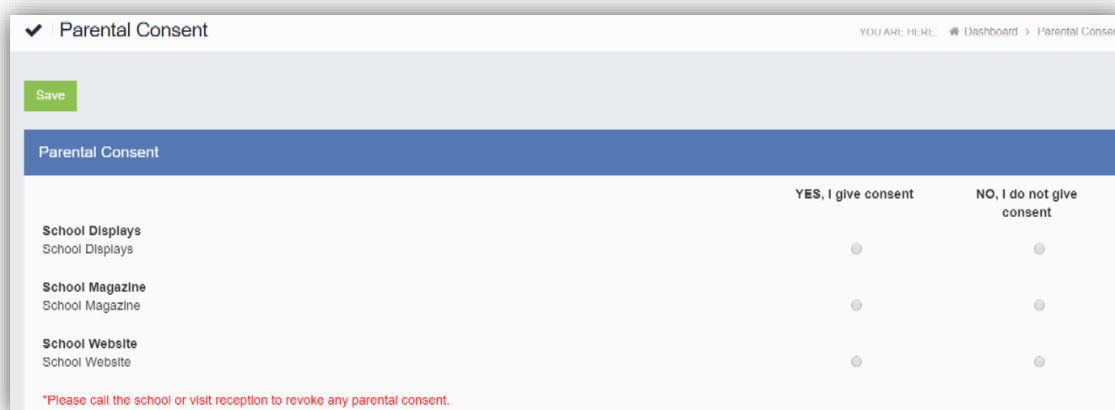 Parental Consent
YOU ARE HERE: Dashboard > Parental Consen
Save
Parental Consent
YES, I give consent
NO, I do not give
consent
School Displays
School Displays
School Magazine
School Magazine
School Website
School Website
*Please call the school or visit reception to revoke any parental consent.